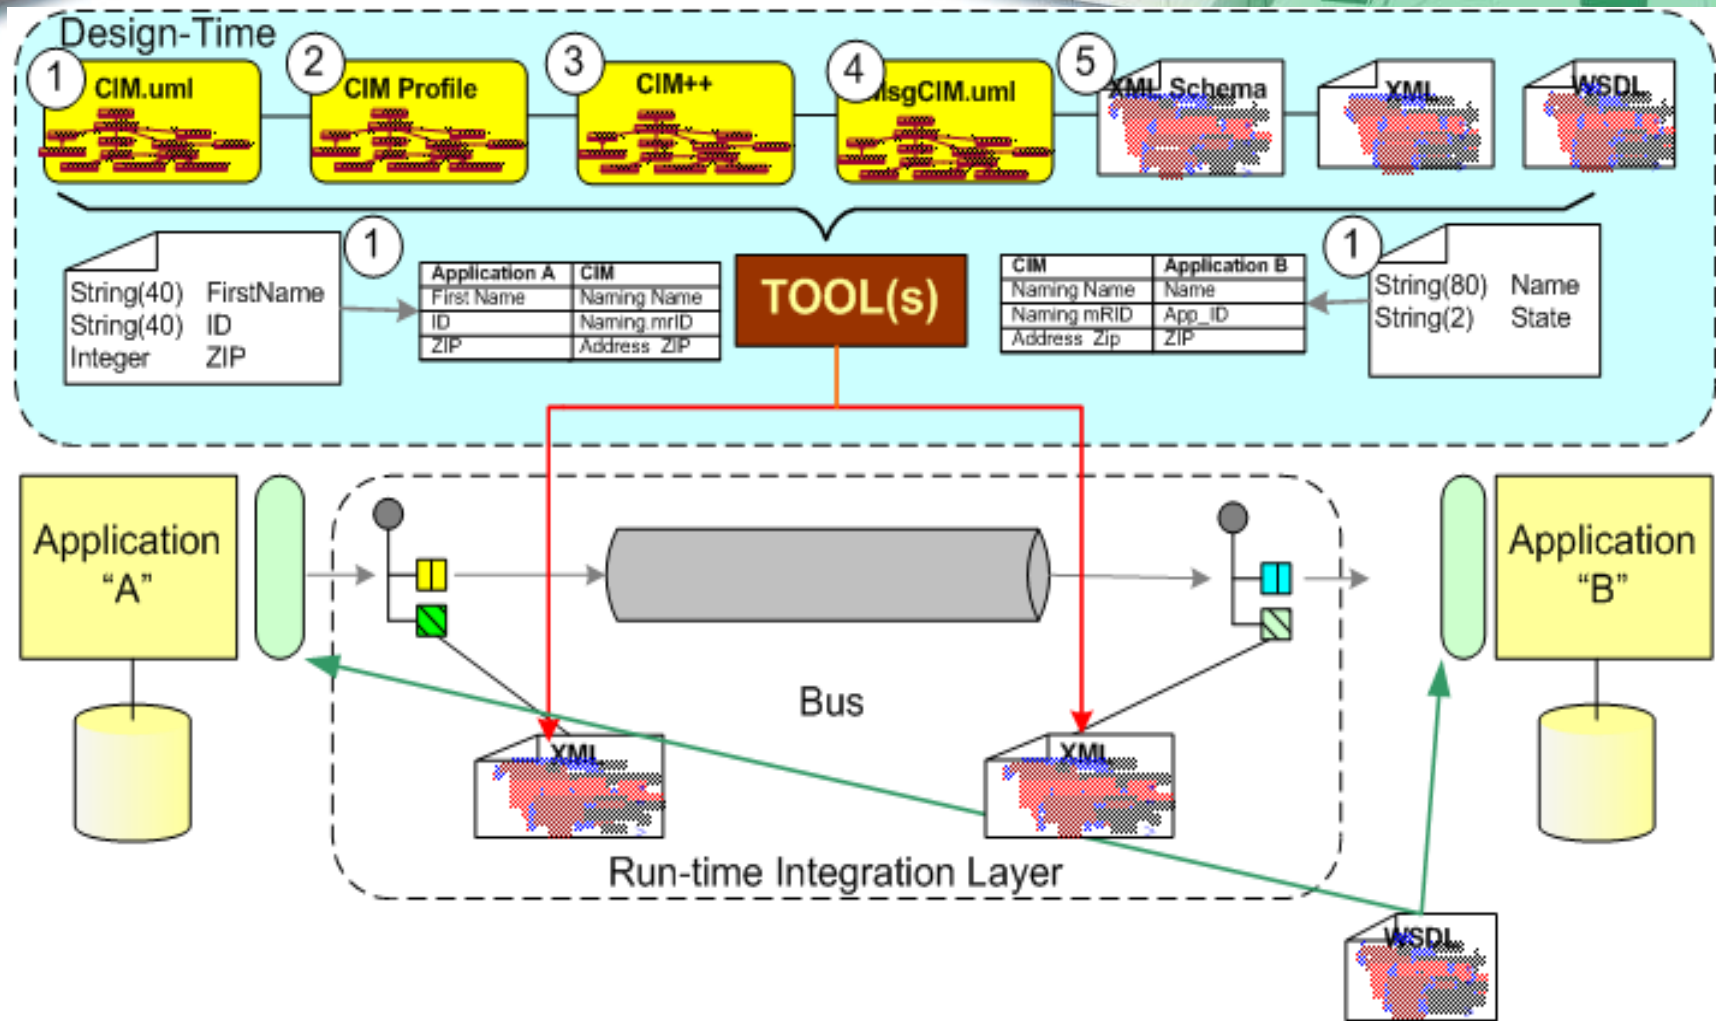 Design-Time
1
CIM.uml
2
CIM Profile
3
CIM++
4
MsgCIM.uml
5
XML Schema
XML
WSDL
String(40) FirstName
String(40) ID
Integer ZIP
1
Application A CIM
First Name Naming Name
ID Naming.mrID
ZIP Address ZIP
TOOL(s)
CIM Application B
Naming Name Name
Naming mRID App_ID
Address Zip ZIP
1
String(80) Name
String(2) State
Application
“A”
Application
“B”
Bus
XML
XML
Run-time Integration Layer
WSDL